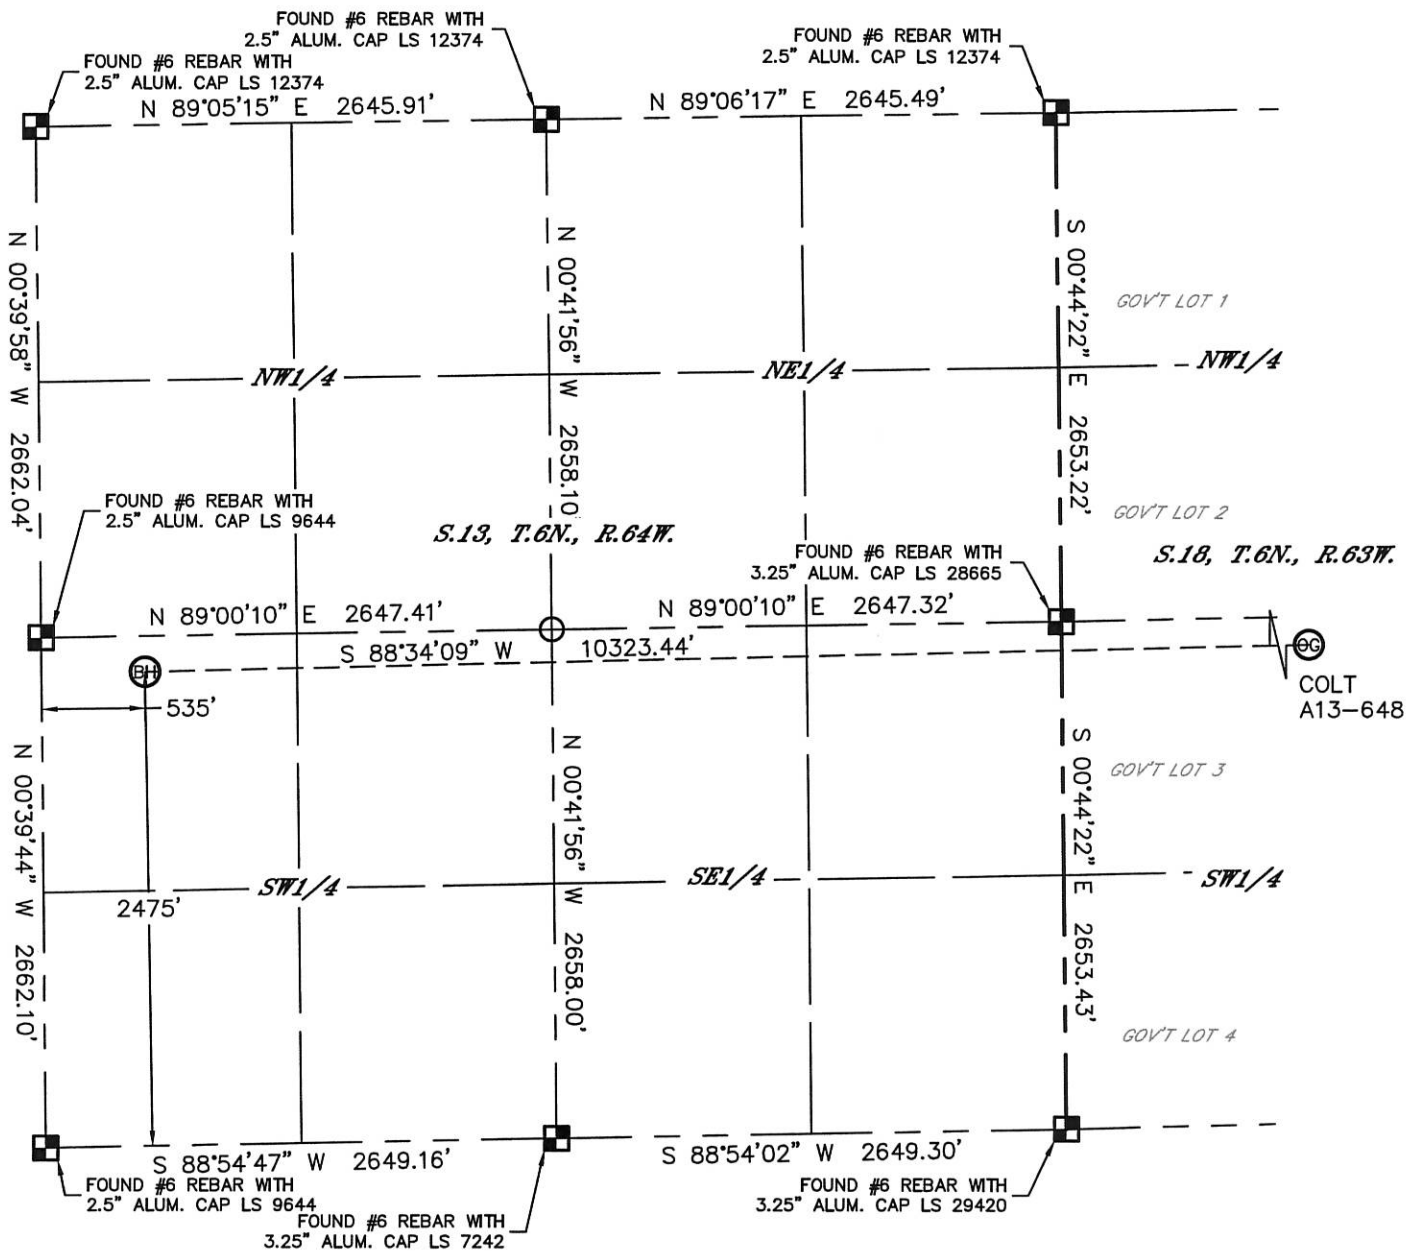 FOUND #6 REBAR WITH
2.5" ALUM. CAP LS 12374
FOUND #6 REBAR WITH
2.5" ALUM. CAP LS 12374
FOUND #6 REBAR WITH
2.5" ALUM. CAP LS 12374
N 89°05'15" E 2645.91'
N 89°06'17" E 2645.49'
N 00°39'58" W 2662.04'
N 00°41'56" W 2658.10'
S 00°44'22" E 2653.22'
GOV'T LOT 1
NW1/4
NE1/4
NW1/4
FOUND #6 REBAR WITH
2.5" ALUM. CAP LS 9644
GOV'T LOT 2
S.13, T.6N., R.64W.
FOUND #6 REBAR WITH
3.25" ALUM. CAP LS 28665
S.18, T.6N., R.63W.
N 89°00'10" E 2647.41'
N 89°00'10" E 2647.32'
S 88°34'09" W 10323.44'
BH
OG
COLT
A13-648
535'
N 00°39'44" W 2662.10'
N 00°41'56" W 2658.00'
S 00°44'22" E 2653.43'
GOV'T LOT 3
SW1/4
SE1/4
SW1/4
2475'
GOV'T LOT 4
S 88°54'47" W 2649.16'
S 88°54'02" W 2649.30'
FOUND #6 REBAR WITH
2.5" ALUM. CAP LS 9644
FOUND #6 REBAR WITH
3.25" ALUM. CAP LS 7242
FOUND #6 REBAR WITH
3.25" ALUM. CAP LS 29420